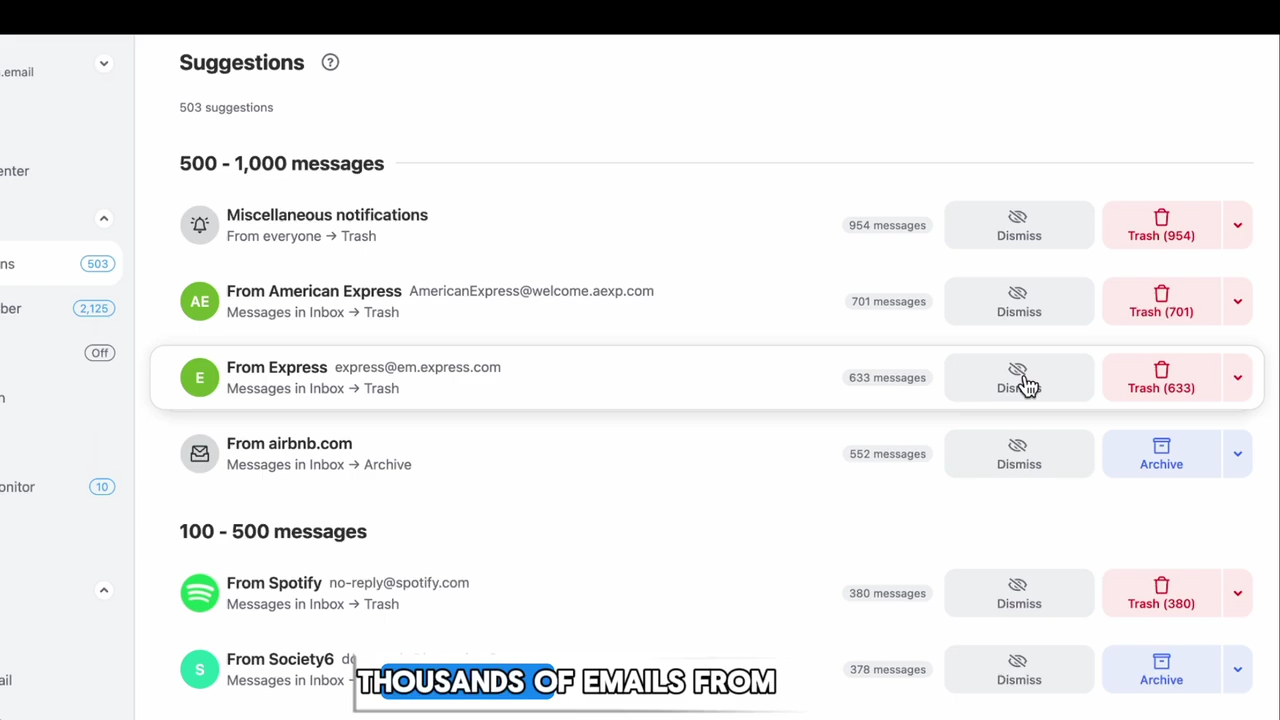 .email
enter
ns 503
ber 2,125
Off
n
onitor 10
ail
Suggestions ?
503 suggestions
500 - 1,000 messages
Miscellaneous notifications
From everyone → Trash
954 messages
Dismiss
Trash (954)
AE
From American Express AmericanExpress@welcome.aexp.com
Messages in Inbox → Trash
701 messages
Dismiss
Trash (701)
E
From Express express@em.express.com
Messages in Inbox → Trash
633 messages
Dismiss
Trash (633)
From airbnb.com
Messages in Inbox → Archive
552 messages
Dismiss
Archive
100 - 500 messages
From Spotify no-reply@spotify.com
Messages in Inbox → Trash
380 messages
Dismiss
Trash (380)
S
From Society6
Messages in Inbox
378 messages
Dismiss
Archive
THOUSANDS OF EMAILS FROM